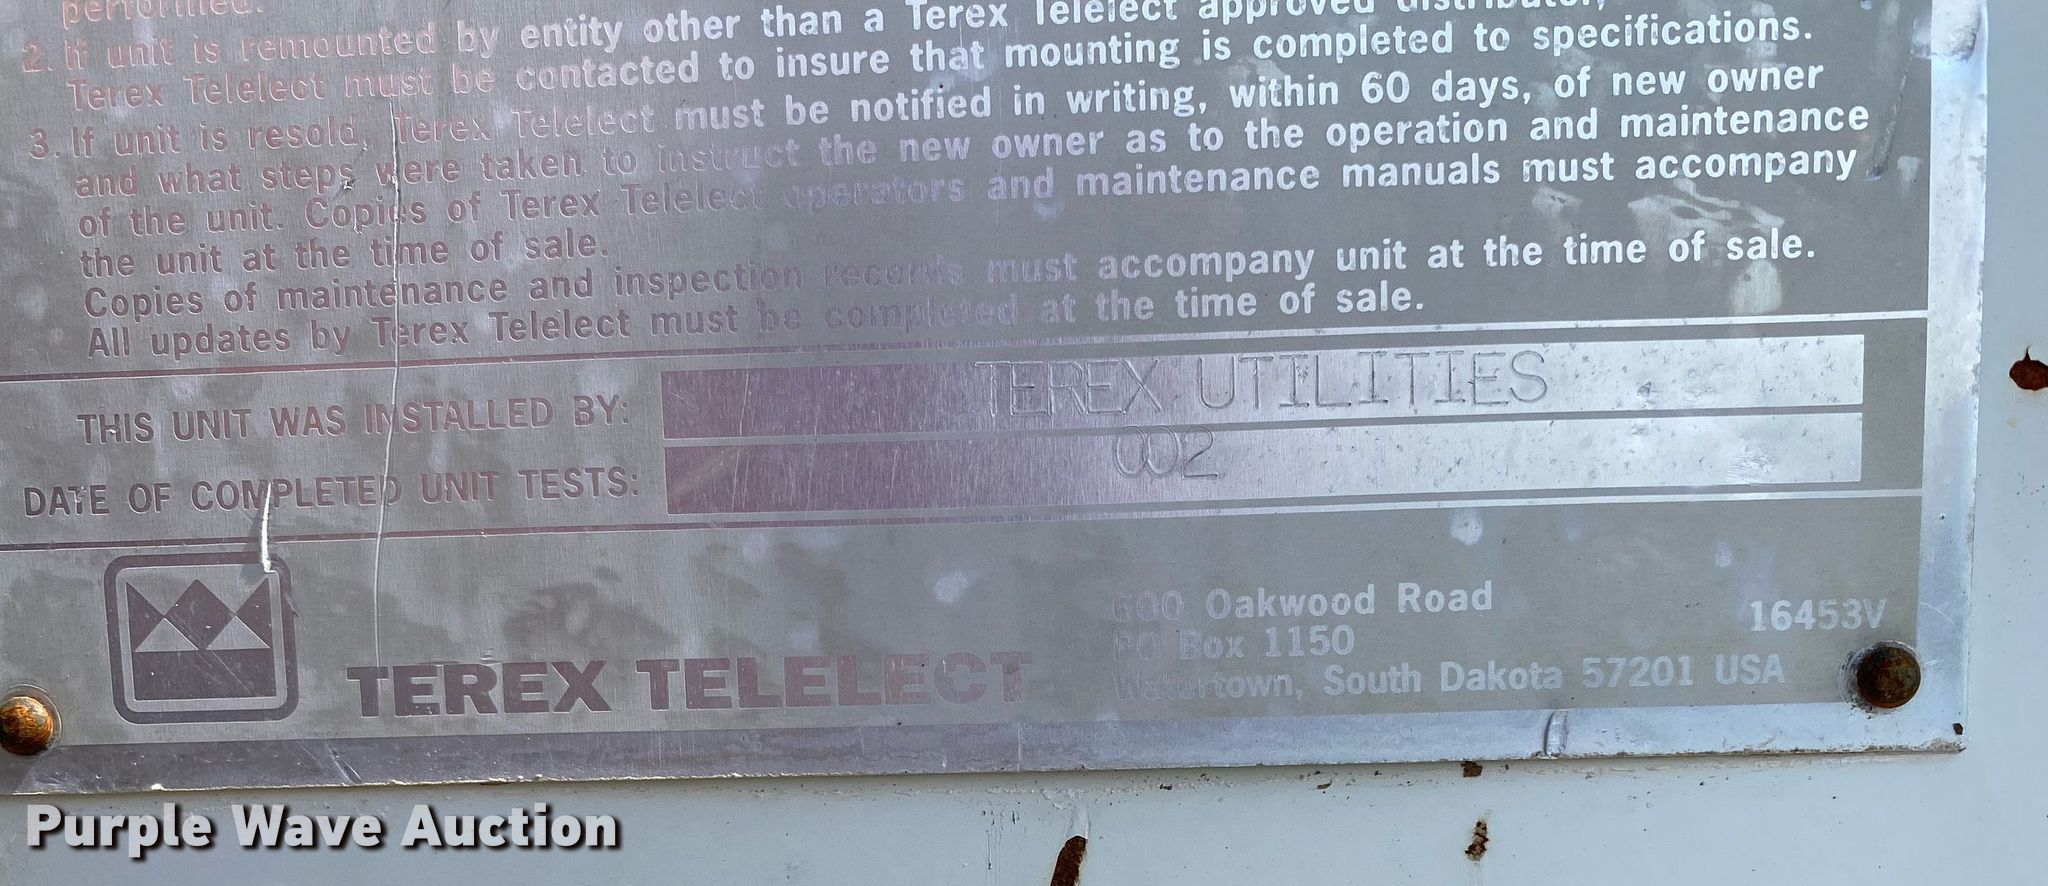 performed.
2. If unit is remounted by entity other than a Terex Telelect approved distributor,
Terex Telelect must be contacted to insure that mounting is completed to specifications.
3. If unit is resold, Terex Telelect must be notified in writing, within 60 days, of new owner
and what steps were taken to instruct the new owner as to the operation and maintenance
of the unit. Copies of Terex Telelect operators and maintenance manuals must accompany
the unit at the time of sale.
Copies of maintenance and inspection records must accompany unit at the time of sale.
All updates by Terex Telelect must be completed at the time of sale.
THIS UNIT WAS INSTALLED BY: TEREX UTILITIES
DATE OF COMPLETED UNIT TESTS: 002
TEREX TELELECT
600 Oakwood Road
PO Box 1150
Watertown, South Dakota 57201 USA
16453V
Purple Wave Auction